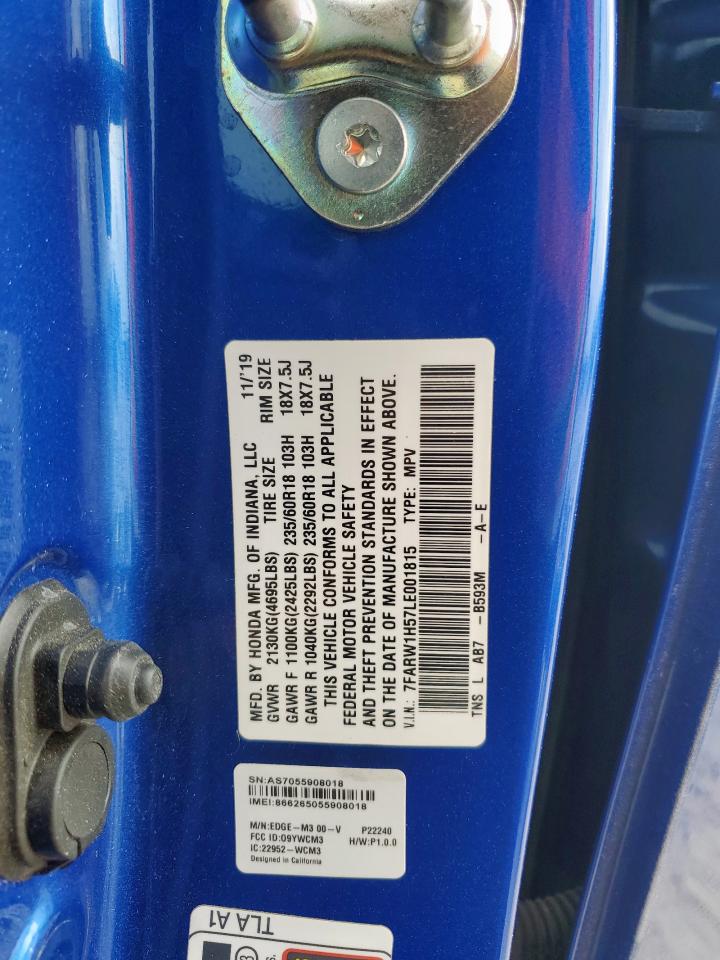 MFD. BY HONDA MFG. OF INDIANA, LLC 11/'19
GVWR 2130KG(4695LBS) TIRE SIZE RIM SIZE
GAWR F 1100KG(2425LBS) 235/60R18 103H 18X7.5J
GAWR R 1040KG(2292LBS) 235/60R18 103H 18X7.5J
THIS VEHICLE CONFORMS TO ALL APPLICABLE
FEDERAL MOTOR VEHICLE SAFETY
AND THEFT PREVENTION STANDARDS IN EFFECT
ON THE DATE OF MANUFACTURE SHOWN ABOVE.
V.I.N.: 7FARW1H57LE001815 TYPE: MPV
TNS L AB7 -B593M -A-E
SN:AS7055908018
IMEI:866265055908018
M/N:EDGE-M3 00-V P22240
FCC ID:O9YWCM3 H/W:P1.0.0
IC:22952-WCM3
Designed in California
TLA A1